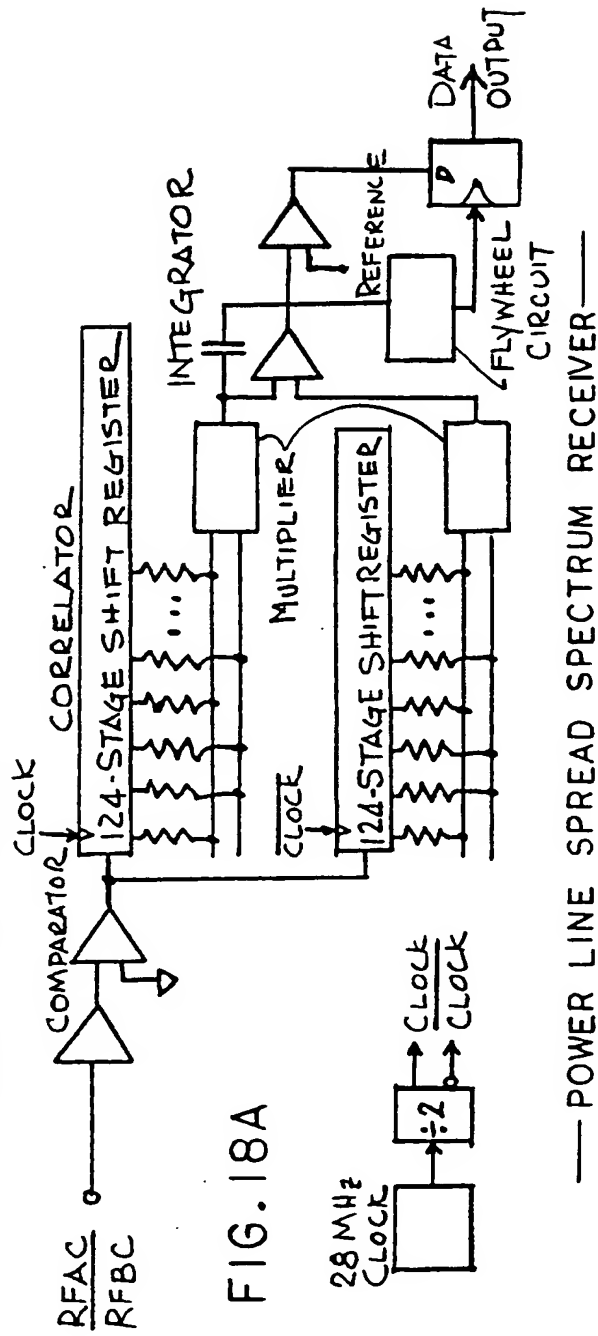 RFAC
RFBC
COMPARATOR
CLOCK
CORRELATOR
124-STAGE SHIFT REGISTER
...
MULTIPLIER
INTEGRATOR
REFERENCE
D
DATA
OUTPUT
FLYWHEEL
CIRCUIT
CLOCK
124-STAGE SHIFT REGISTER
...
FIG. 18A
28 MHz
CLOCK
÷2
CLOCK
CLOCK
POWER LINE SPREAD SPECTRUM RECEIVER